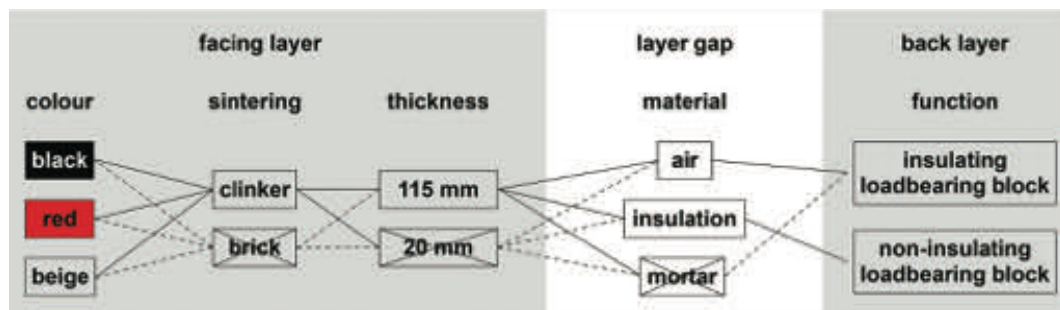 facing layer
layer gap
back layer
colour
sintering
thickness
material
function
black
red
beige
clinker
brick
115 mm
20 mm
air
insulation
mortar
insulating
loadbearing block
non-insulating
loadbearing block